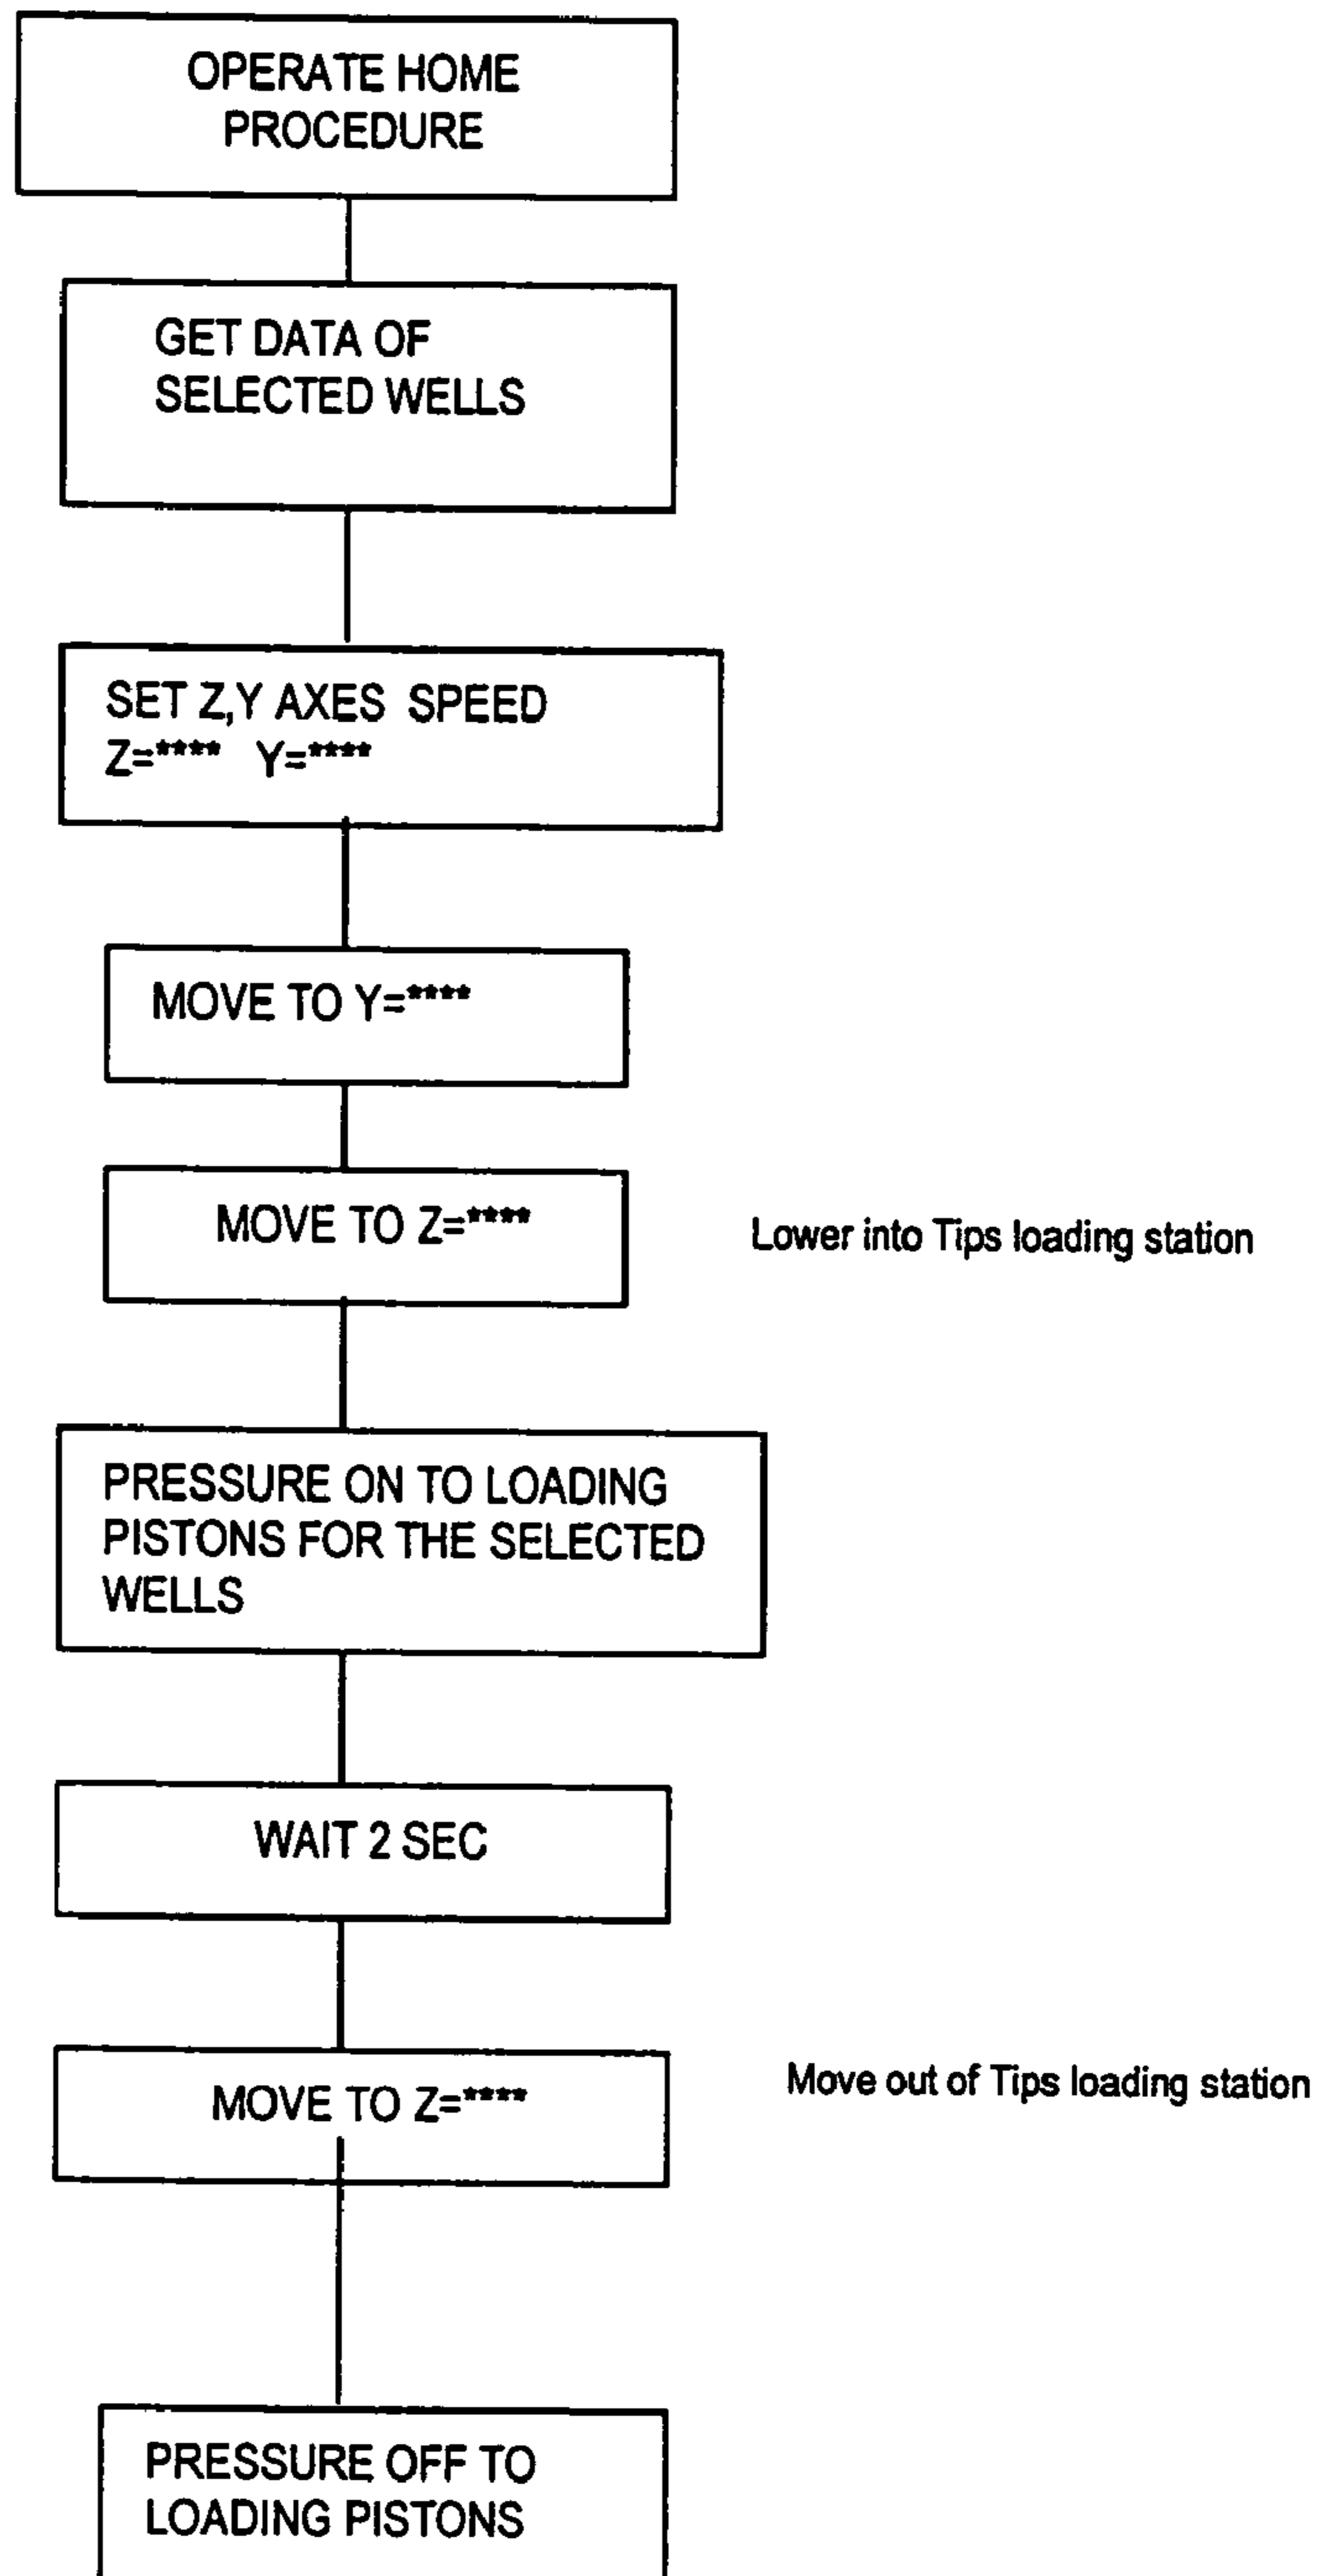 OPERATE HOME
PROCEDURE
GET DATA OF
SELECTED WELLS
SET Z,Y AXES SPEED
Z=**** Y=****
MOVE TO Y=****
MOVE TO Z=****
Lower into Tips loading station
PRESSURE ON TO LOADING
PISTONS FOR THE SELECTED
WELLS
WAIT 2 SEC
MOVE TO Z=****
Move out of Tips loading station
PRESSURE OFF TO
LOADING PISTONS